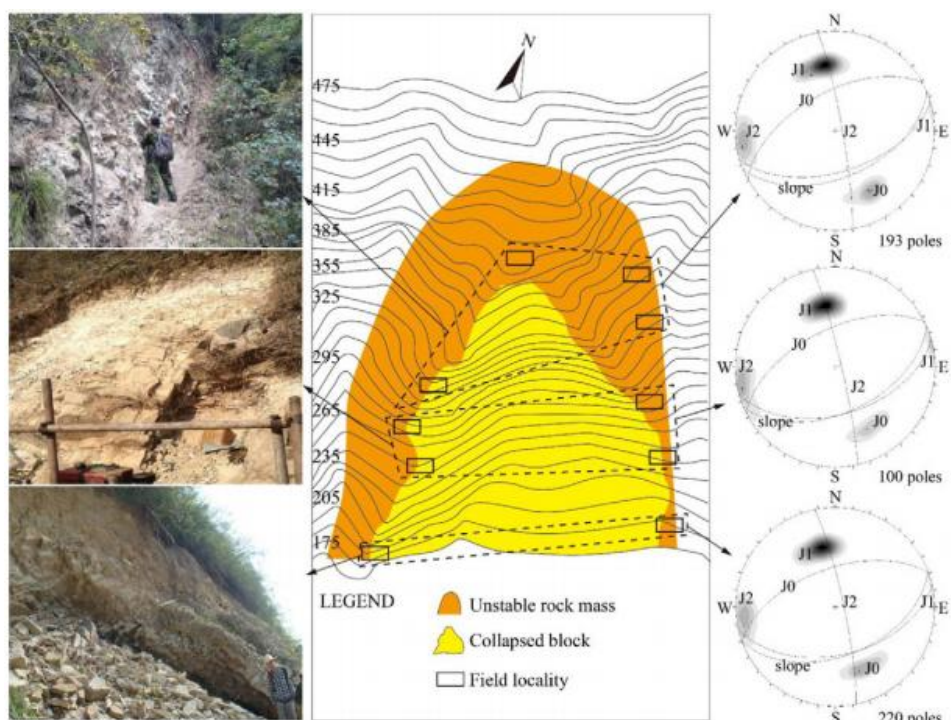 N
475
445
415
385
355
325
295
265
235
205
175
LEGEND
Unstable rock mass
Collapsed block
Field locality
N
J1
J0
W
J2
J2
J1
E
slope
J0
S
193 poles
N
J1
J0
W
J2
J2
J1
E
slope
J0
S
100 poles
N
J1
J0
W
J2
J2
J1
E
slope
J0
S
220 poles